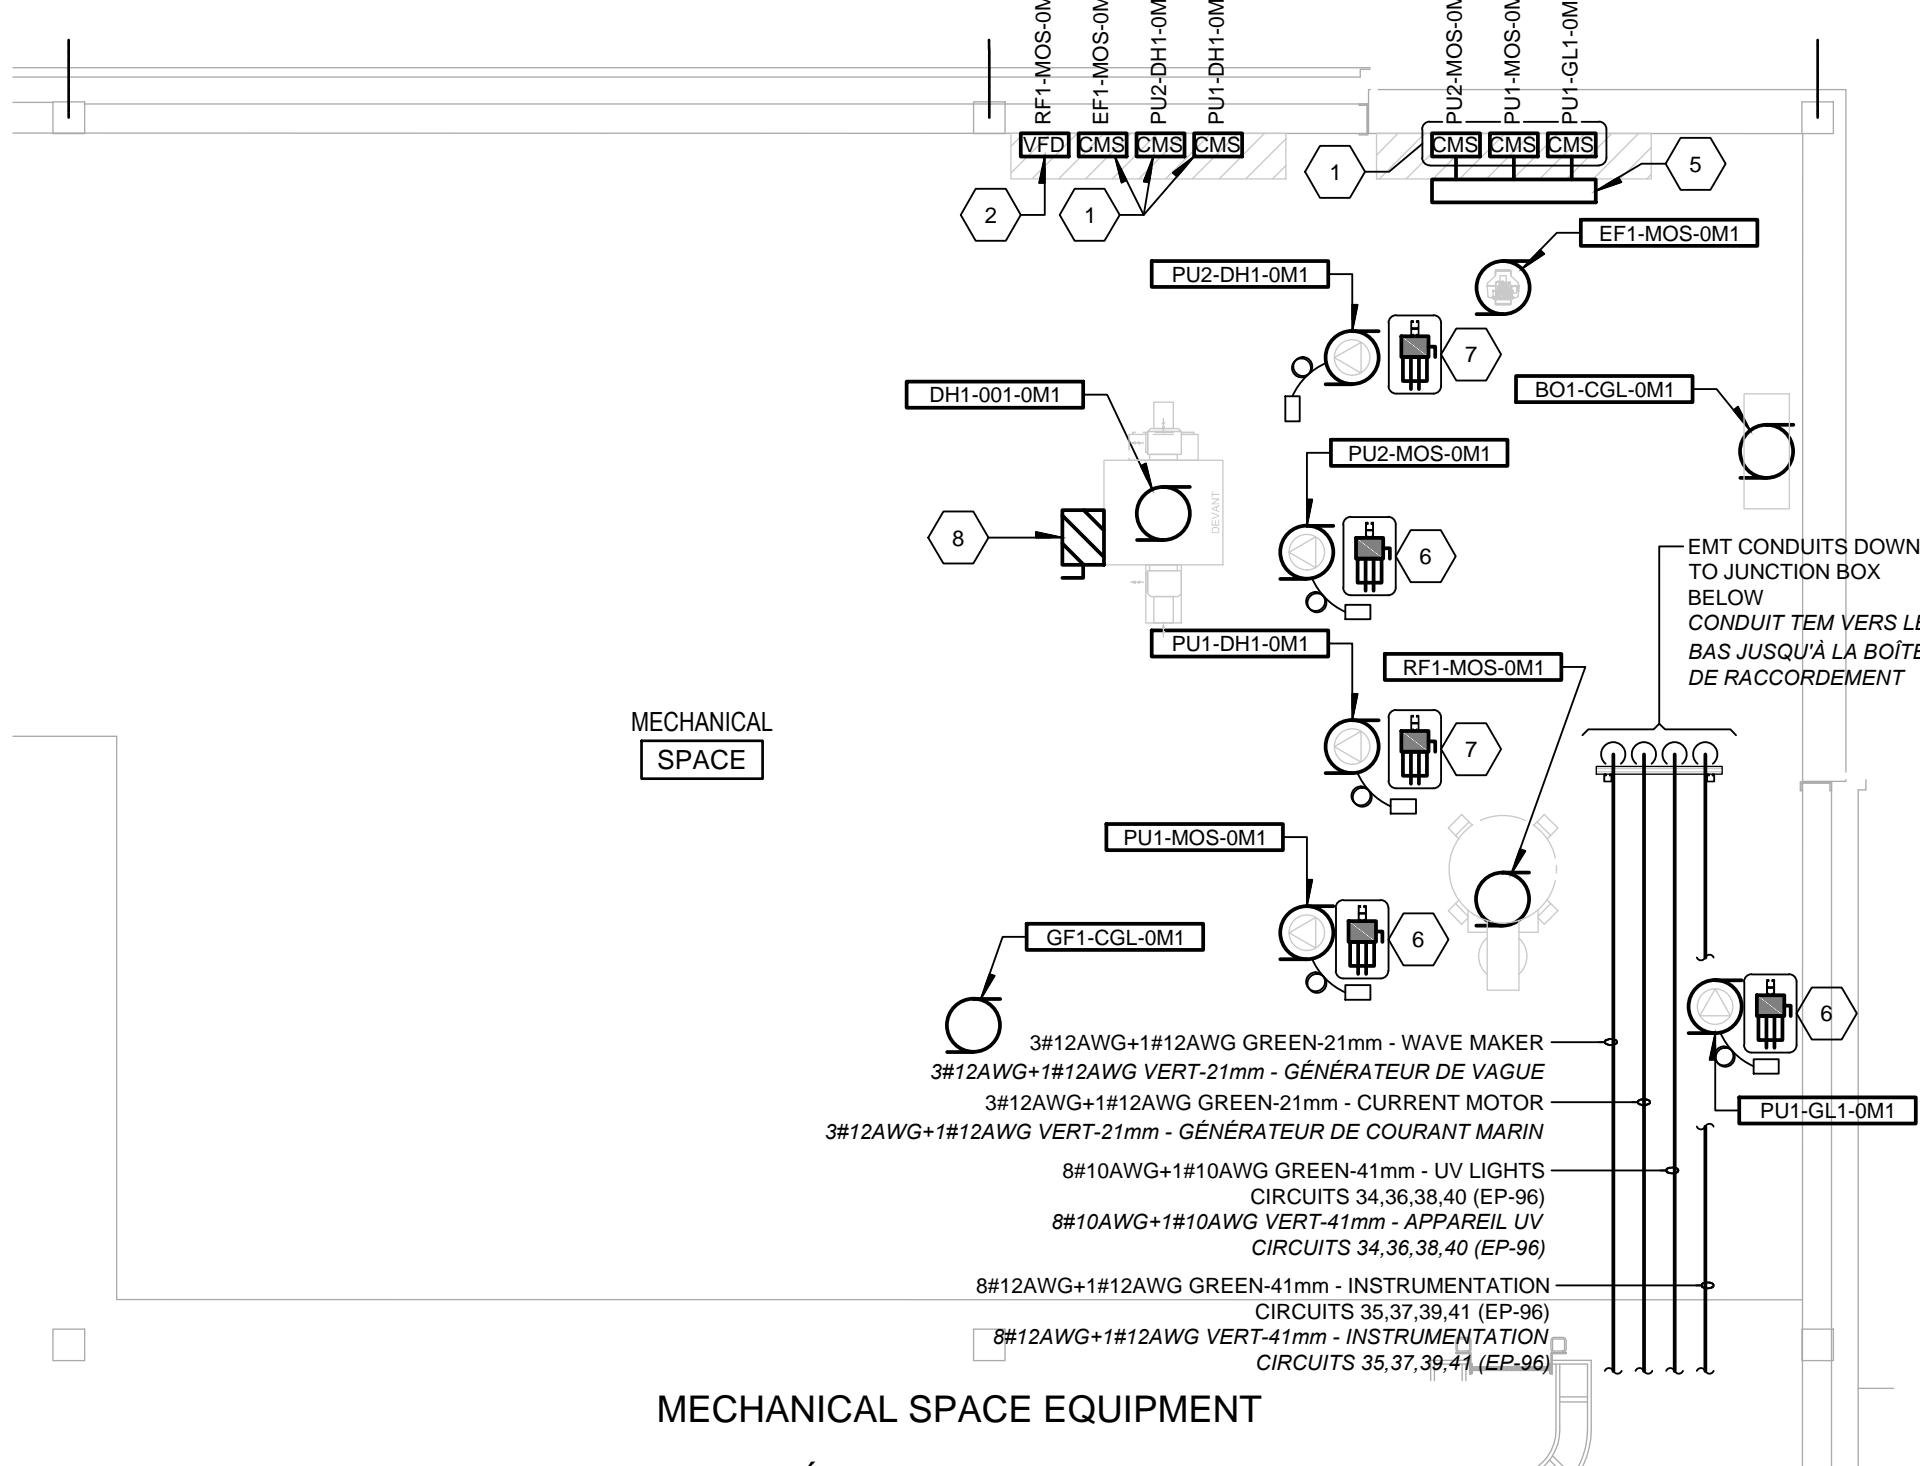 RF1-MOS-0M
EF1-MOS-0M
PU2-DH1-0M
PU1-DH1-0M
PU2-MOS-0M
PU1-MOS-0M
PU1-GL1-0M
VFD
CMS
CMS
CMS
CMS
CMS
CMS
2
1
1
5
EF1-MOS-0M1
PU2-DH1-0M1
7
DH1-001-0M1
BO1-CGL-0M1
PU2-MOS-0M1
DEVANT
8
6
EMT CONDUITS DOWN
TO JUNCTION BOX
BELOW
CONDUIT TEM VERS LE
BAS JUSQU'À LA BOÎTE
DE RACCORDEMENT
PU1-DH1-0M1
RF1-MOS-0M1
MECHANICAL
SPACE
7
PU1-MOS-0M1
GF1-CGL-0M1
6
6
3#12AWG+1#12AWG GREEN-21mm - WAVE MAKER
3#12AWG+1#12AWG VERT-21mm - GÉNÉRATEUR DE VAGUE
3#12AWG+1#12AWG GREEN-21mm - CURRENT MOTOR
PU1-GL1-0M1
3#12AWG+1#12AWG VERT-21mm - GÉNÉRATEUR DE COURANT MARIN
8#10AWG+1#10AWG GREEN-41mm - UV LIGHTS
CIRCUITS 34,36,38,40 (EP-96)
8#10AWG+1#10AWG VERT-41mm - APPAREIL UV
CIRCUITS 34,36,38,40 (EP-96)
8#12AWG+1#12AWG GREEN-41mm - INSTRUMENTATION
CIRCUITS 35,37,39,41 (EP-96)
8#12AWG+1#12AWG VERT-41mm - INSTRUMENTATION
CIRCUITS 35,37,39,41 (EP-96)
MECHANICAL SPACE EQUIPMENT